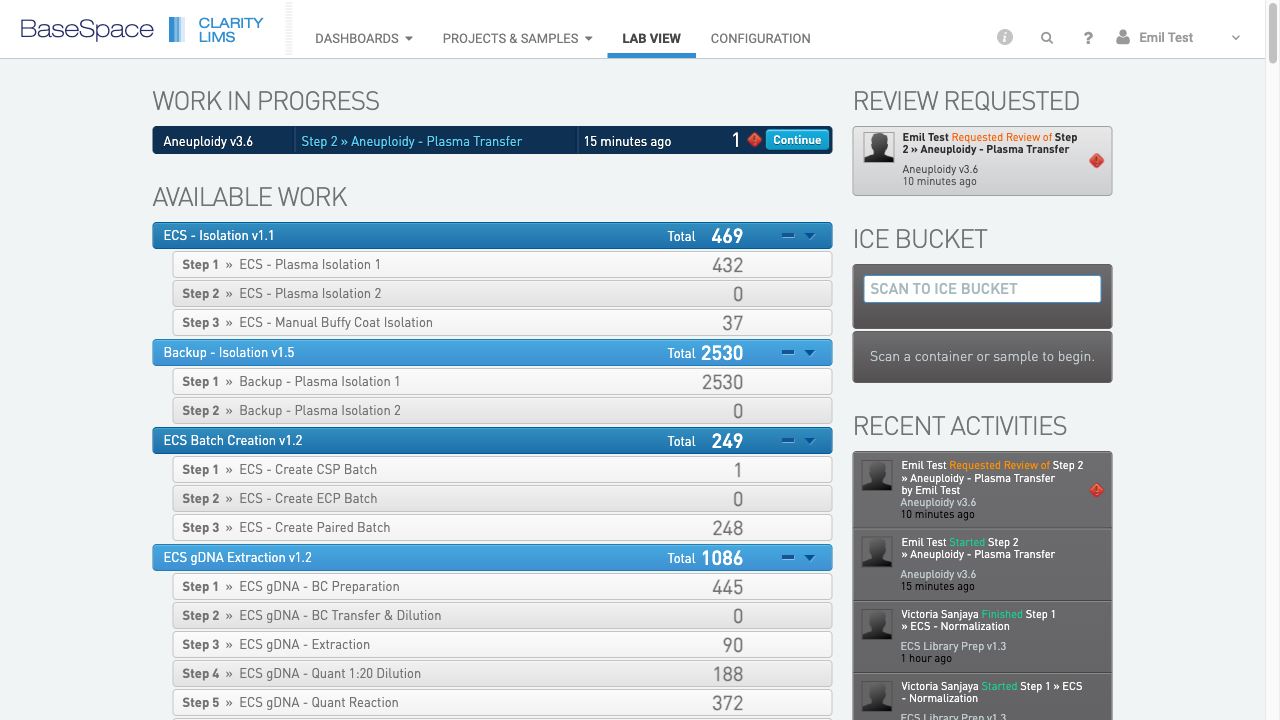 BaseSpace CLARITY LIMS
DASHBOARDS PROJECTS & SAMPLES LAB VIEW CONFIGURATION
Emil Test
WORK IN PROGRESS
Aneuploidy v3.6 Step 2 » Aneuploidy - Plasma Transfer 15 minutes ago 1 Continue
AVAILABLE WORK
ECS - Isolation v1.1 Total 469
Step 1 » ECS - Plasma Isolation 1 432
Step 2 » ECS - Plasma Isolation 2 0
Step 3 » ECS - Manual Buffy Coat Isolation 37
Backup - Isolation v1.5 Total 2530
Step 1 » Backup - Plasma Isolation 1 2530
Step 2 » Backup - Plasma Isolation 2 0
ECS Batch Creation v1.2 Total 249
Step 1 » ECS - Create CSP Batch 1
Step 2 » ECS - Create ECP Batch 0
Step 3 » ECS - Create Paired Batch 248
ECS gDNA Extraction v1.2 Total 1086
Step 1 » ECS gDNA - BC Preparation 445
Step 2 » ECS gDNA - BC Transfer & Dilution 0
Step 3 » ECS gDNA - Extraction 90
Step 4 » ECS gDNA - Quant 1:20 Dilution 188
Step 5 » ECS gDNA - Quant Reaction 372
REVIEW REQUESTED
Emil Test Requested Review of Step
2 » Aneuploidy - Plasma Transfer
Aneuploidy v3.6
10 minutes ago
ICE BUCKET
SCAN TO ICE BUCKET
Scan a container or sample to begin.
RECENT ACTIVITIES
Emil Test Requested Review of Step 2
» Aneuploidy - Plasma Transfer
by Emil Test
Aneuploidy v3.6
10 minutes ago
Emil Test Started Step 2
» Aneuploidy - Plasma Transfer
Aneuploidy v3.6
15 minutes ago
Victoria Sanjaya Finished Step 1
» ECS - Normalization
ECS Library Prep v1.3
1 hour ago
Victoria Sanjaya Started Step 1 » ECS
- Normalization
ECS Library Prep v1.3